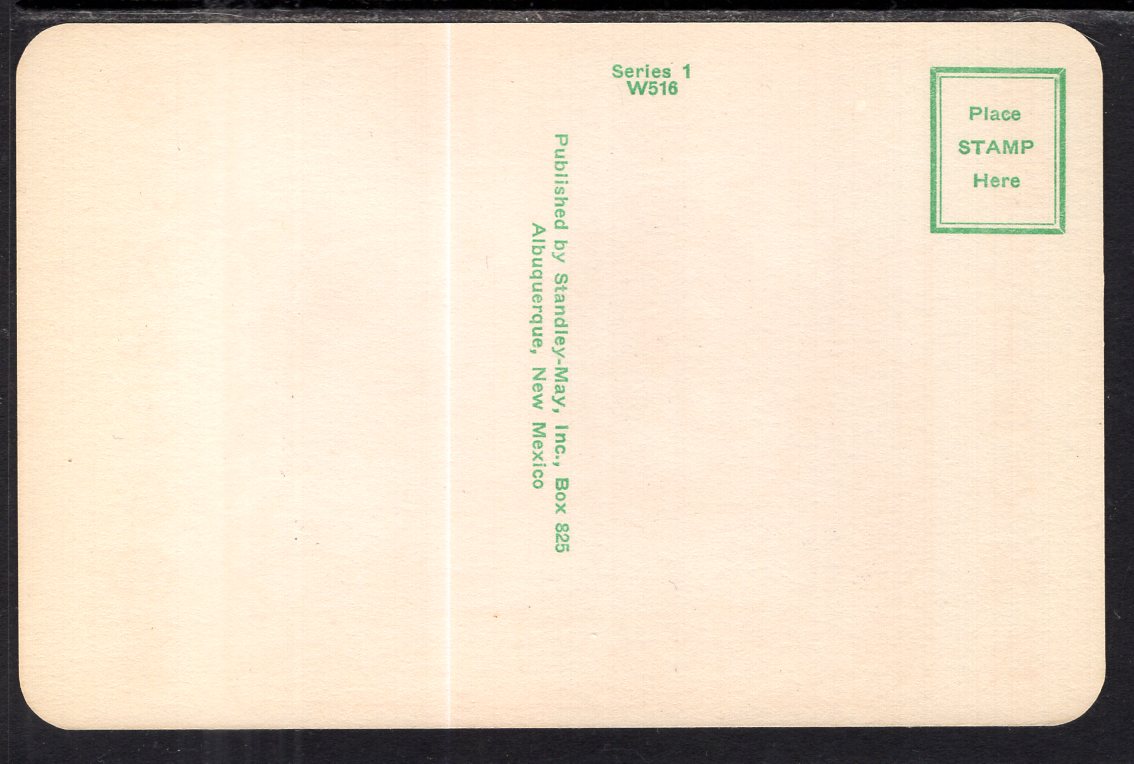 Series 1
W516
Place
STAMP
Here
Published by Standley-May, Inc., Box 825
Albuquerque, New Mexico